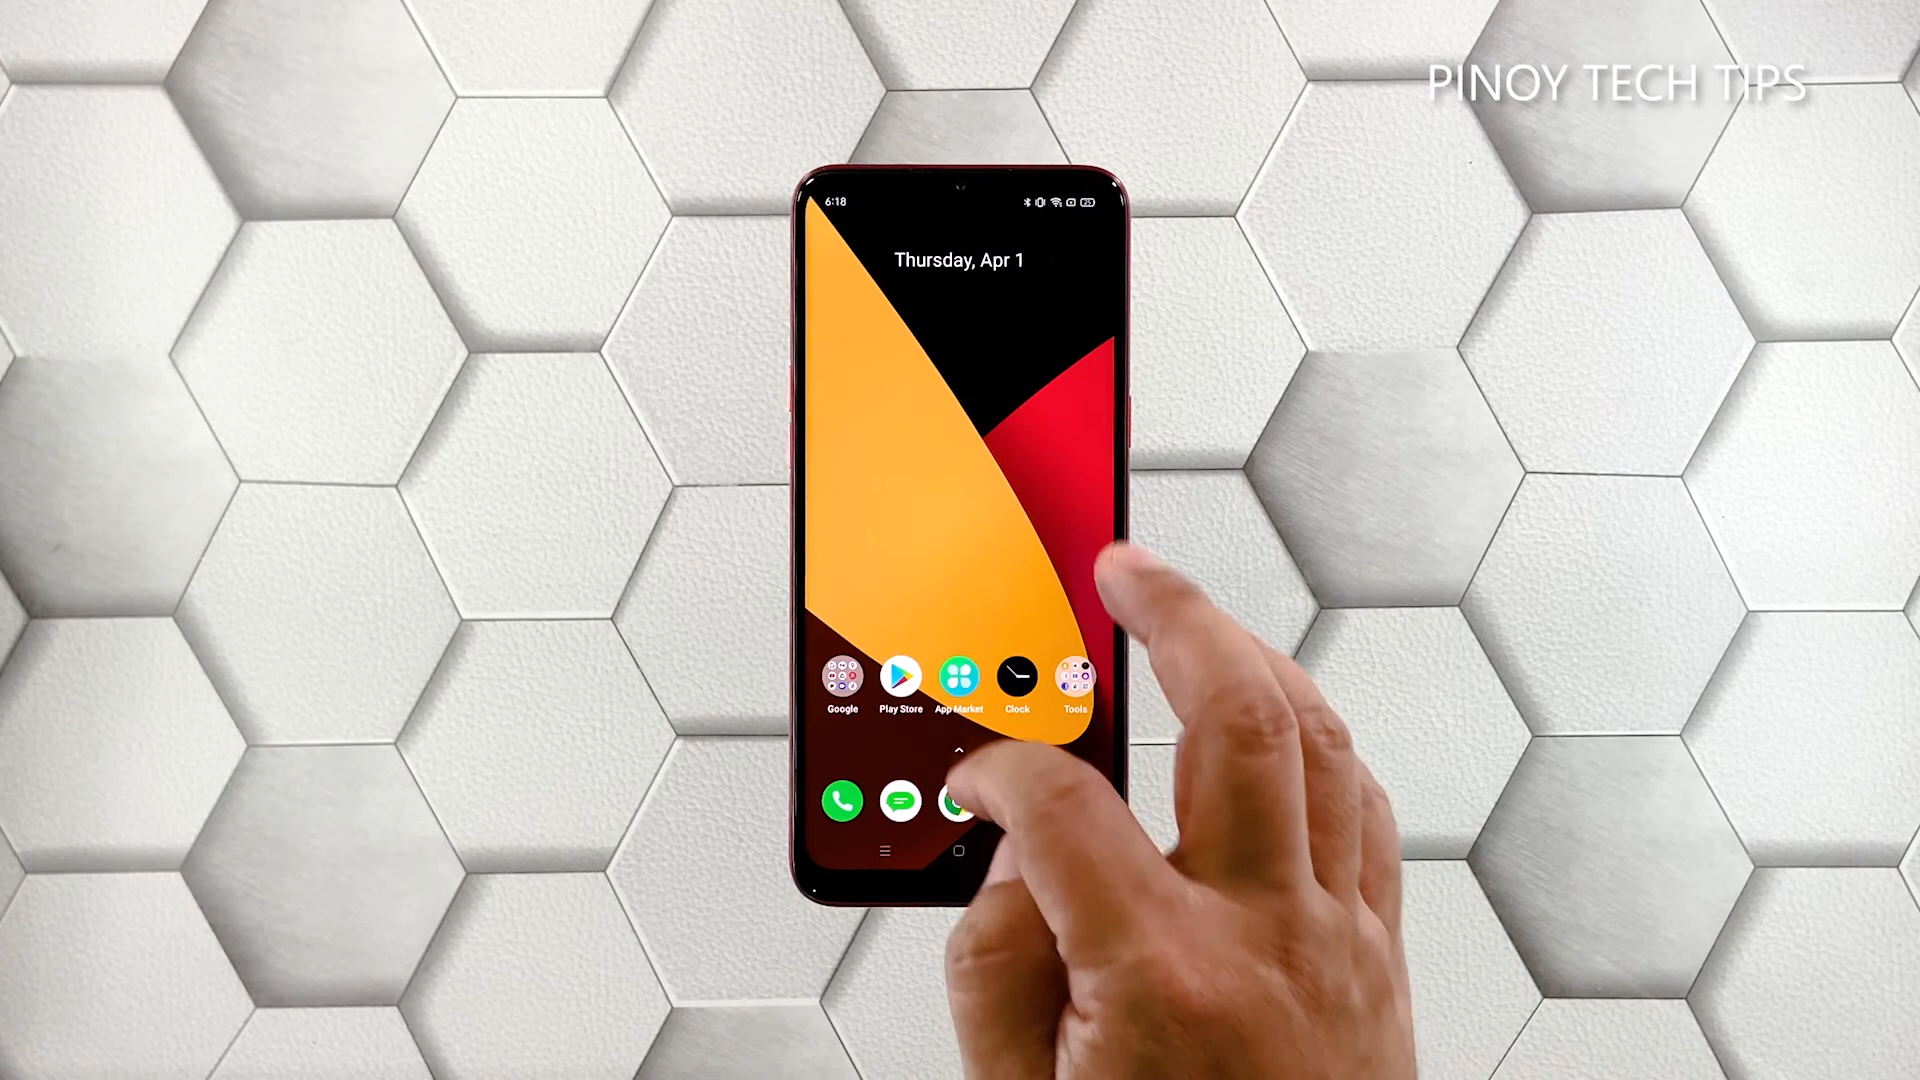 PINOY TECH TIPS
6:18
Thursday, Apr 1
Google
Play Store
App Market
Clock
Tools